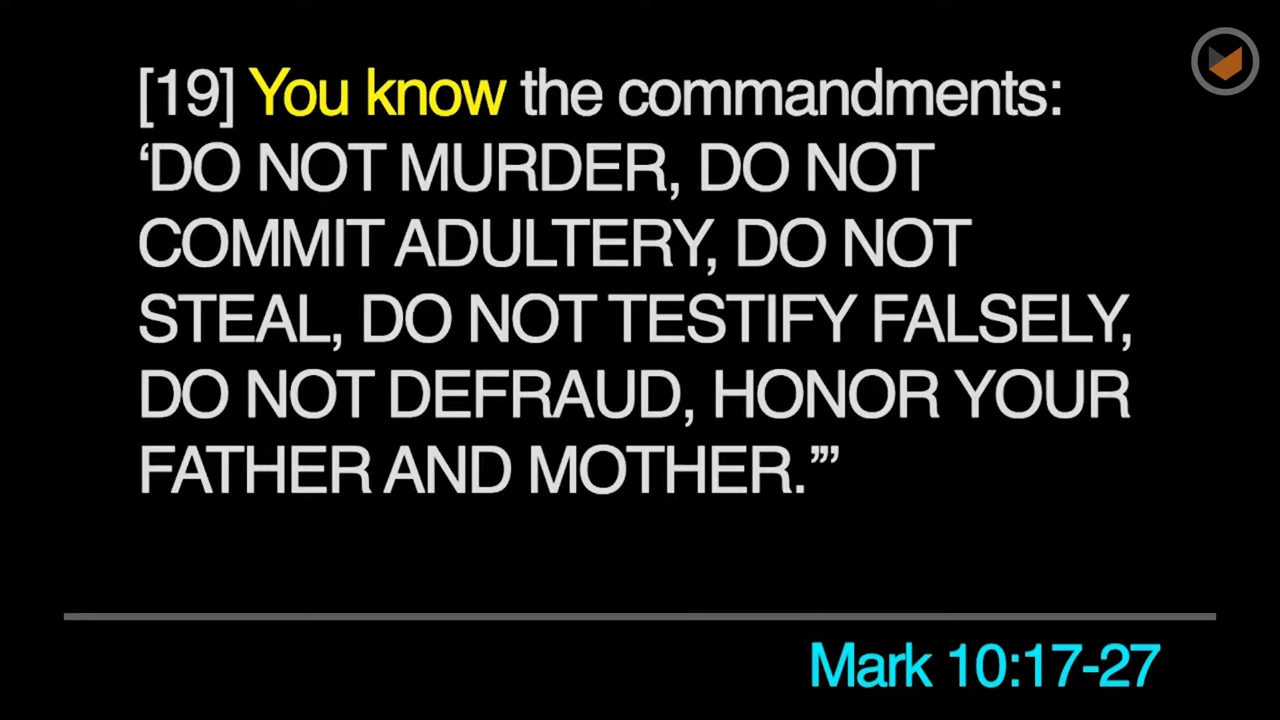 [19] You know the commandments:
‘DO NOT MURDER, DO NOT
COMMIT ADULTERY, DO NOT
STEAL, DO NOT TESTIFY FALSELY,
DO NOT DEFRAUD, HONOR YOUR
FATHER AND MOTHER.’”
Mark 10:17-27